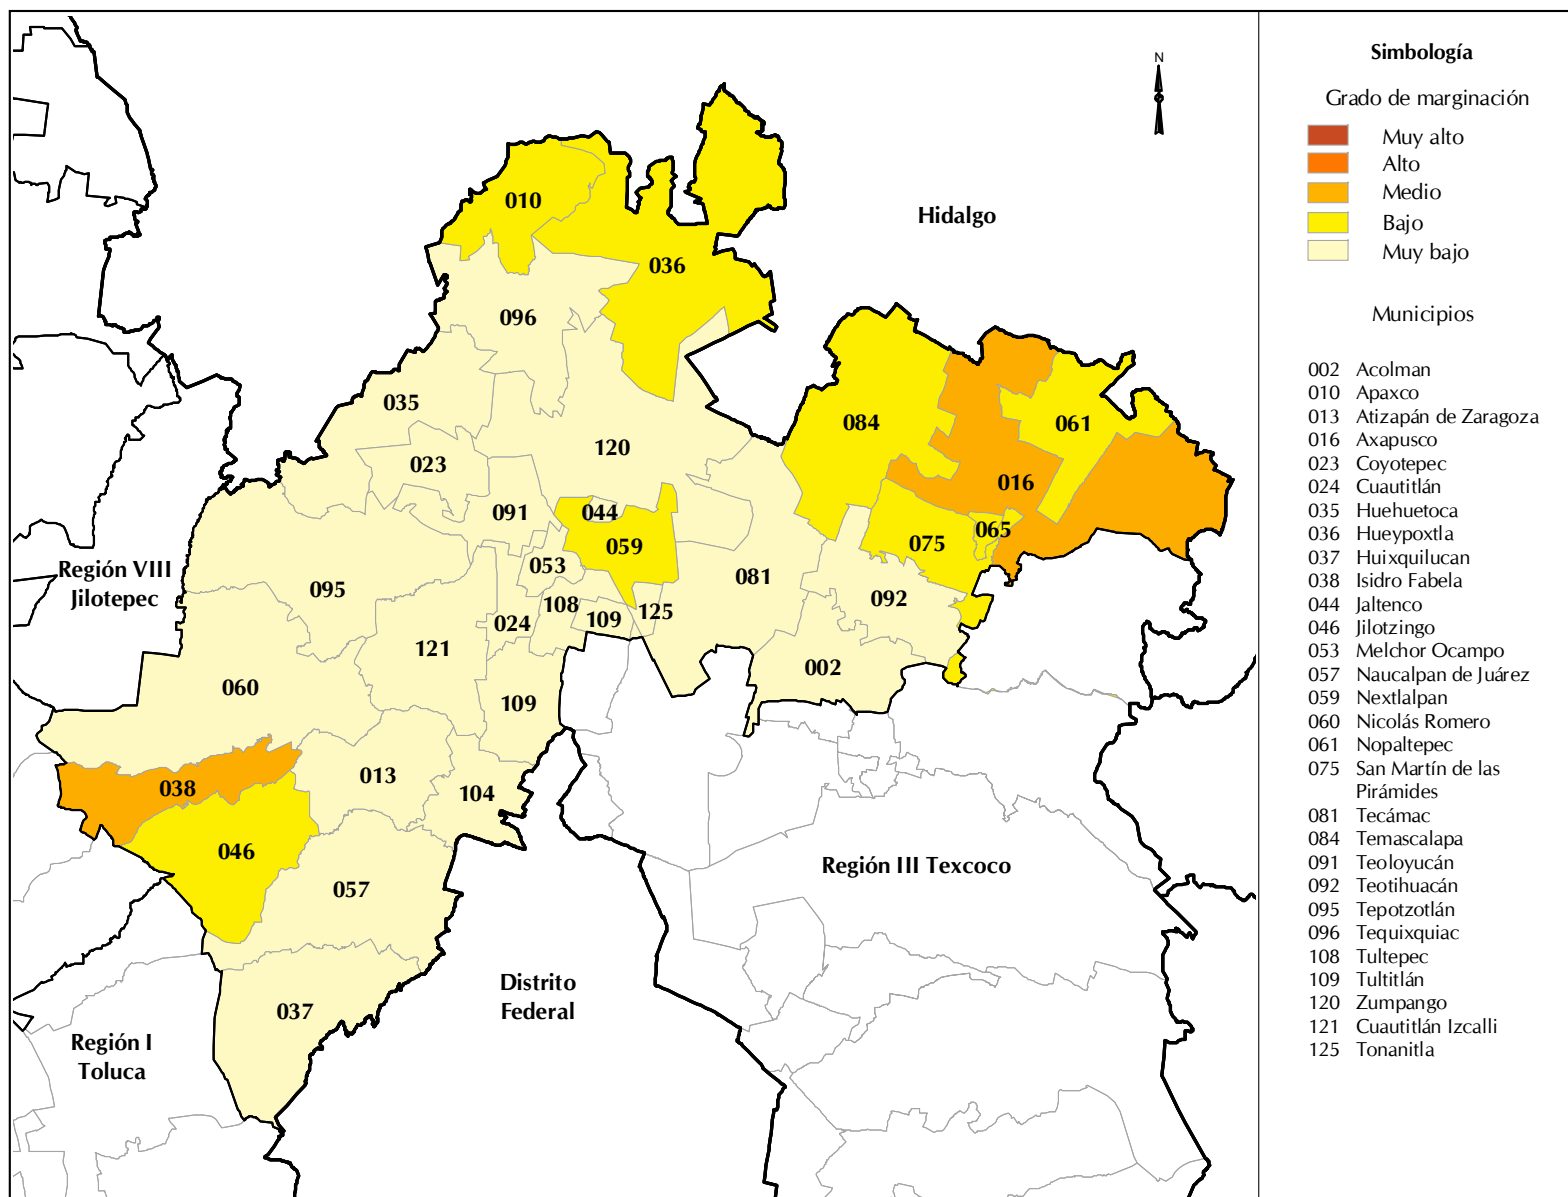 N
Hidalgo
010
036
096
035
084
061
120
023
016
091
044
065
059
075
Región VIII
Jilotepec
053
081
095
092
108
125
024
109
121
002
060
109
013
038
104
046
Región III Texcoco
057
Distrito
Federal
037
Región I
Toluca
Simbología
Grado de marginación
Muy alto
Alto
Medio
Bajo
Muy bajo
Municipios
002 Acolman
010 Apaxco
013 Atizapán de Zaragoza
016 Axapusco
023 Coyotepec
024 Cuautitlán
035 Huehuetoca
036 Hueypoxtla
037 Huixquilucan
038 Isidro Fabela
044 Jaltenco
046 Jilotzingo
053 Melchor Ocampo
057 Naucalpan de Juárez
059 Nextlalpan
060 Nicolás Romero
061 Nopaltepec
075 San Martín de las
Pirámides
081 Tecámac
084 Temascalapa
091 Teoloyucán
092 Teotihuacán
095 Tepotzotlán
096 Tequixquiac
108 Tultepec
109 Tultitlán
120 Zumpango
121 Cuautitlán Izcalli
125 Tonanitla